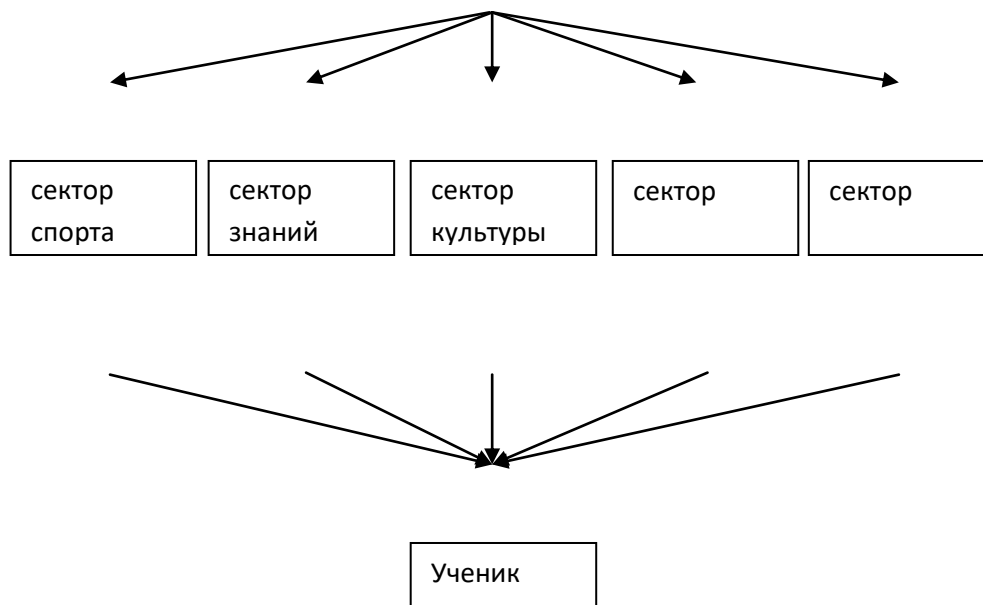 сектор
спорта
сектор
знаний
сектор
культуры
сектор
сектор
Ученик